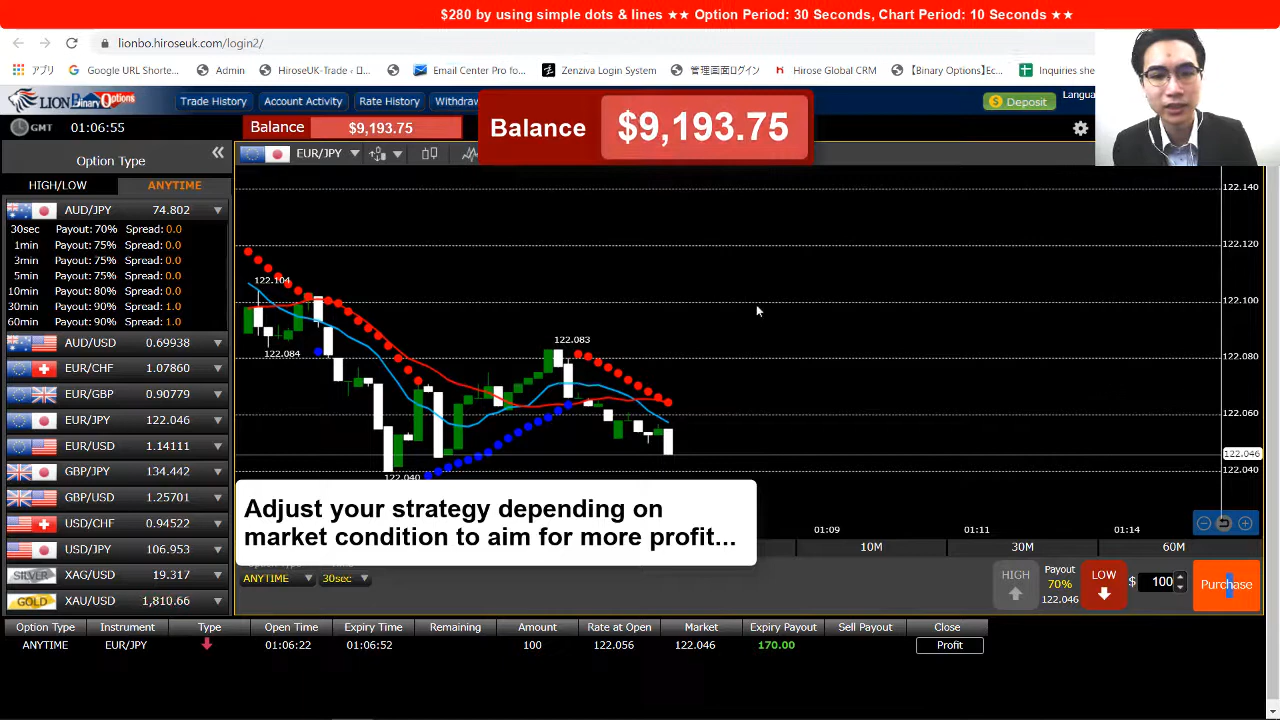 $280 by using simple dots & lines ★★ Option Period: 30 Seconds, Chart Period: 10 Seconds ★★
lionbo.hiroseuk.com/login2/
アプリ Google URL Shorte... Admin HiroseUK-Trade ‹ ロ... Email Center Pro fo... Zenziva Login System 管理画面ログイン Hirose Global CRM 【Binary Options】Ec... Inquiries shee
LION Binary Options Trade History Account Activity Rate History Withdraw $ Deposit Langua
GMT 01:06:55 Balance $9,193.75
Balance $9,193.75
Option Type EUR/JPY
HIGH/LOW ANYTIME
AUD/JPY 74.802
30sec Payout: 70% Spread: 0.0
1min Payout: 75% Spread: 0.0
3min Payout: 75% Spread: 0.0
5min Payout: 75% Spread: 0.0
10min Payout: 80% Spread: 0.0
30min Payout: 90% Spread: 1.0
60min Payout: 90% Spread: 1.0
AUD/USD 0.69938
EUR/CHF 1.07860
EUR/GBP 0.90779
EUR/JPY 122.046
EUR/USD 1.14111
GBP/JPY 134.442
GBP/USD 1.25701
USD/CHF 0.94521
USD/JPY 106.953
SILVER XAG/USD 19.317
GOLD XAU/USD 1,810.66
122.140
122.120
122.104
122.100
122.084
122.083
122.080
122.060
122.046
122.040
122.040
Adjust your strategy depending on
market condition to aim for more profit...
01:09 01:11 01:14
10M 30M 60M
ANYTIME 30sec
HIGH Payout 70% 122.046 LOW $ 100 Purchase
Option Type Instrument Type Open Time Expiry Time Remaining Amount Rate at Open Market Expiry Payout Sell Payout Close
ANYTIME EUR/JPY 01:06:22 01:06:52 100 122.056 122.046 170.00 Profit